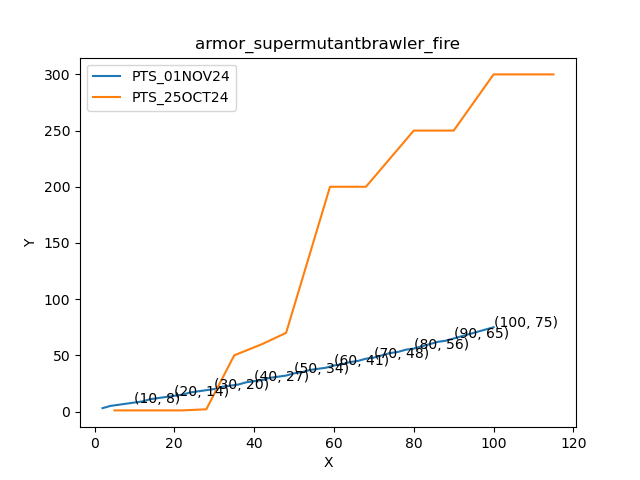 armor_supermutantbrawler_fire
PTS_01NOV24
PTS_25OCT24
300
250
200
150
100
50
0
Y
(100, 75)
(90, 65)
(80, 56)
(70, 48)
(60, 41)
(50, 34)
(40, 27)
(30, 20)
(20, 14)
(10, 8)
0 20 40 60 80 100 120
X